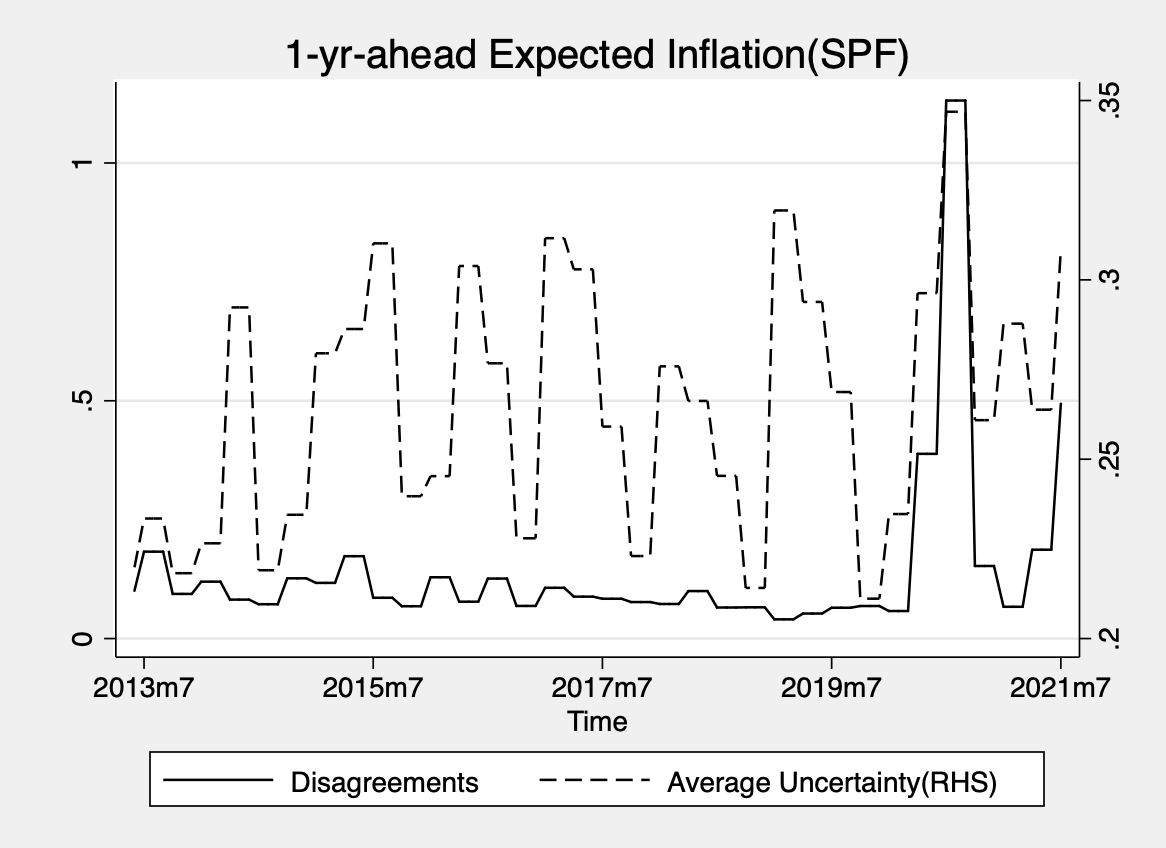 1-yr-ahead Expected Inflation(SPF)
1
.5
0
.35
.3
.25
.2
2013m7 2015m7 2017m7 2019m7 2021m7
Time
Disagreements Average Uncertainty(RHS)